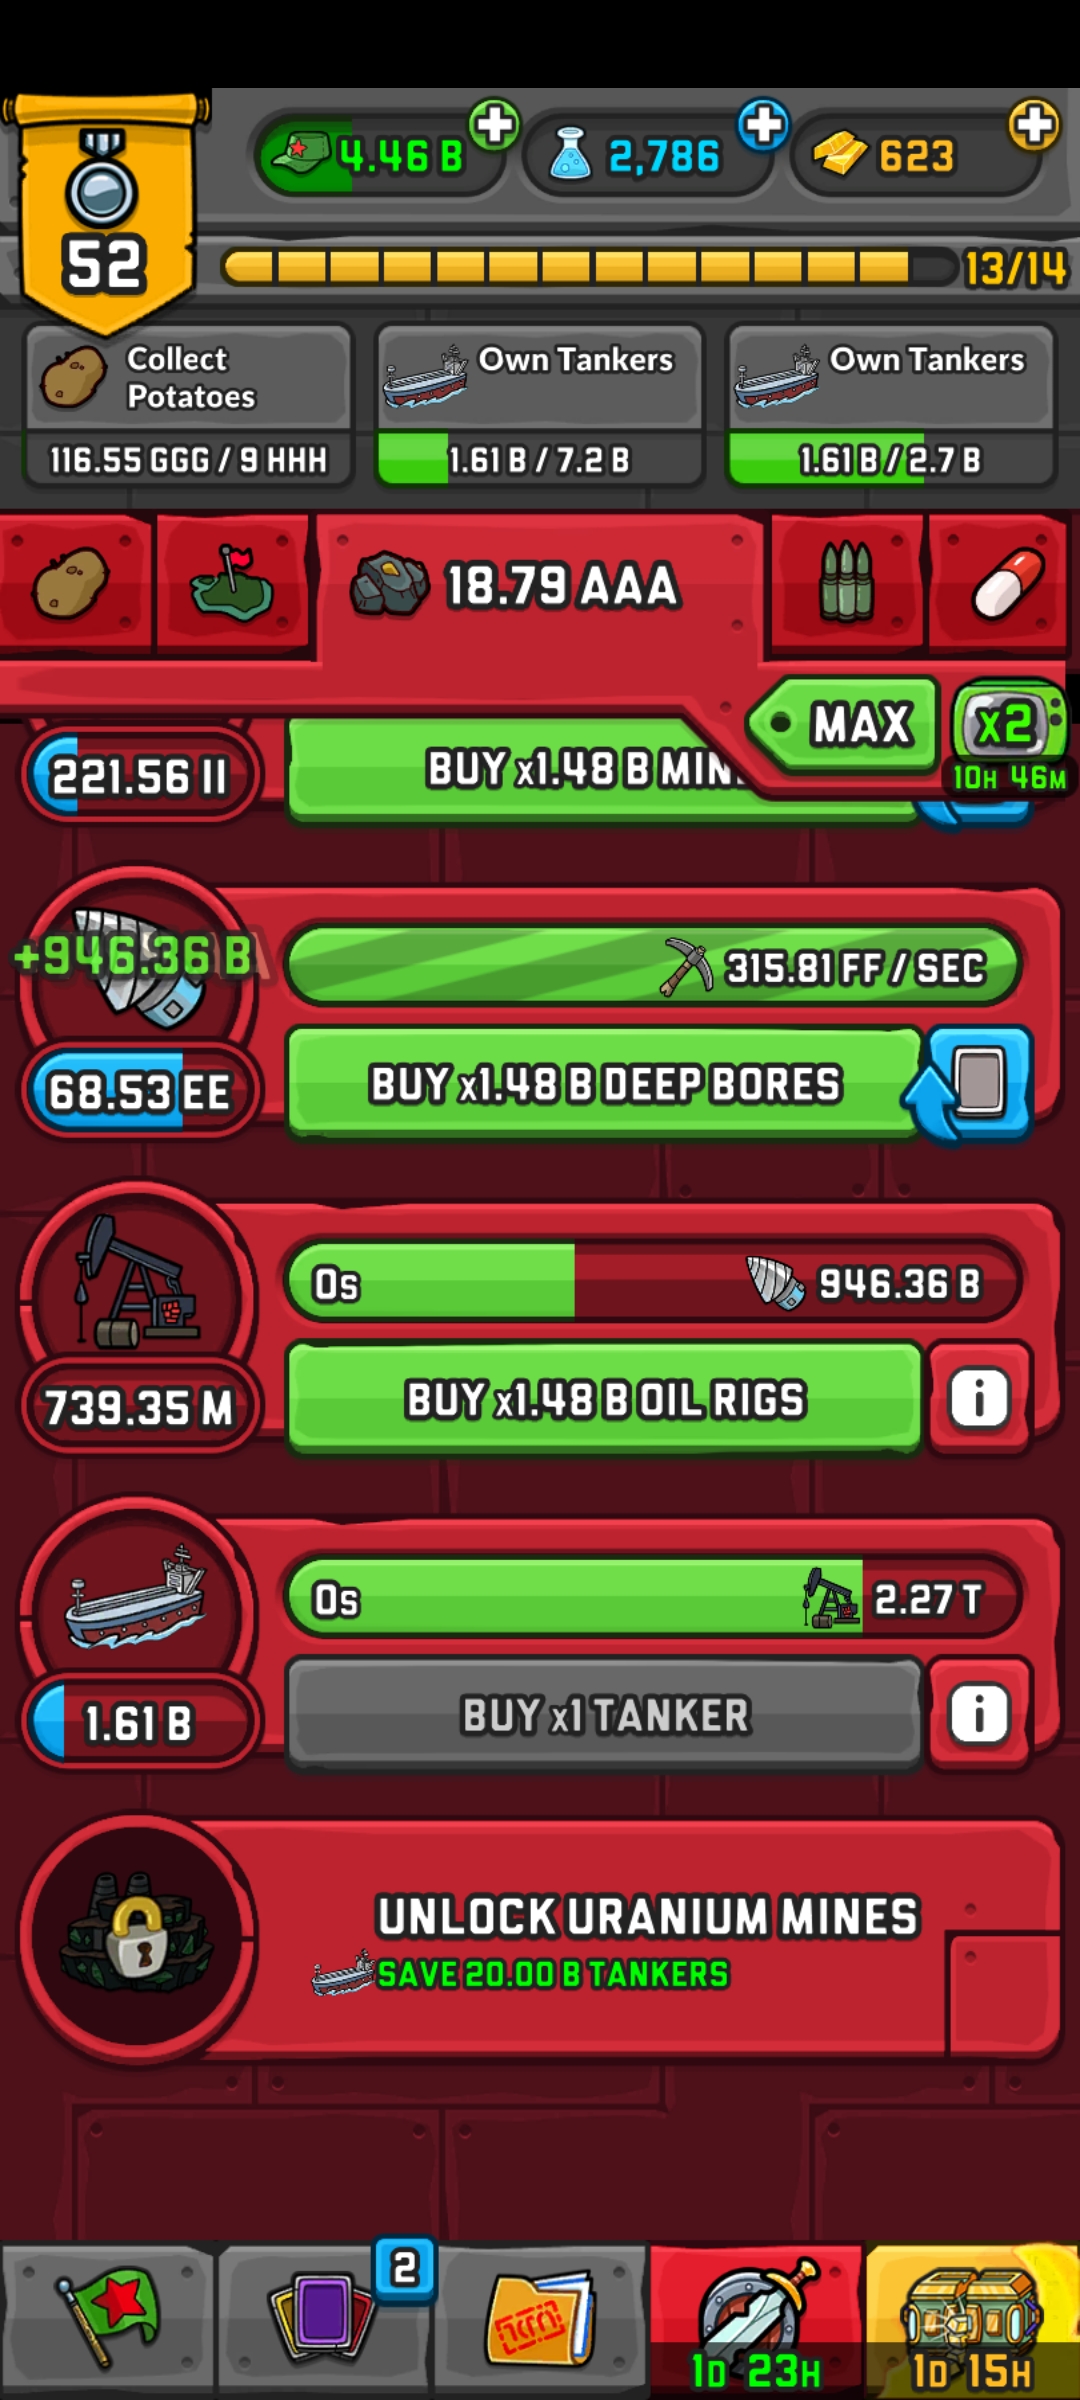 4.46 B
2,786
623
52
13/14
Collect
Potatoes
116.55 GGG / 9 HHH
Own Tankers
1.61 B / 7.2 B
Own Tankers
1.61 B / 2.7 B
18.79 AAA
MAX
x2
10H 46M
221.56 II
BUY x1.48 B
+946.36 B
315.81 FF / SEC
68.53 EE
BUY x1.48 B DEEP BORES
0s
946.36 B
739.35 M
BUY x1.48 B OIL RIGS
i
0s
2.27 T
1.61 B
BUY x1 TANKER
i
UNLOCK URANIUM MINES
SAVE 20.00 B TANKERS
2
1D 23H
1D 15H